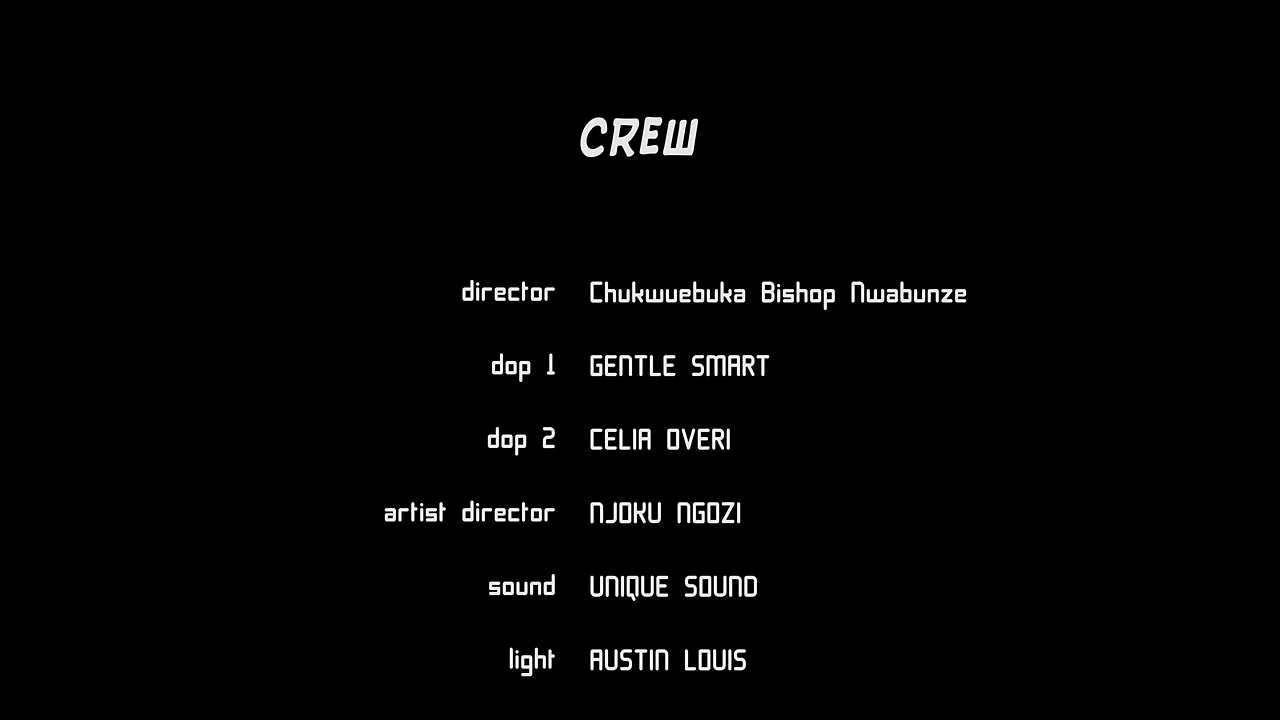 CREW
director Chukwuebuka Bishop Nwabunze
dop 1 GENTLE SMART
dop 2 CELIA OVERI
artist director NJOKU NGOZI
sound UNIQUE SOUND
light AUSTIN LOUIS